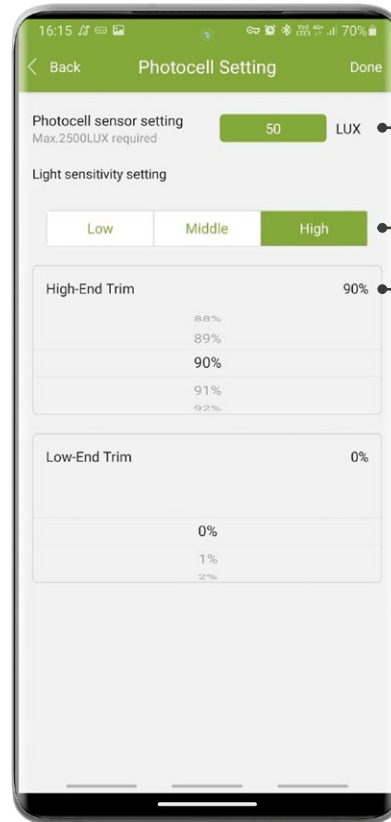 16:15 70%
Back Photocell Setting Done
Photocell sensor setting 50 LUX
Max.2500LUX required
Light sensitivity setting
Low Middle High
High-End Trim 90%
88%
89%
90%
91%
92%
Low-End Trim 0%
0%
1%
2%